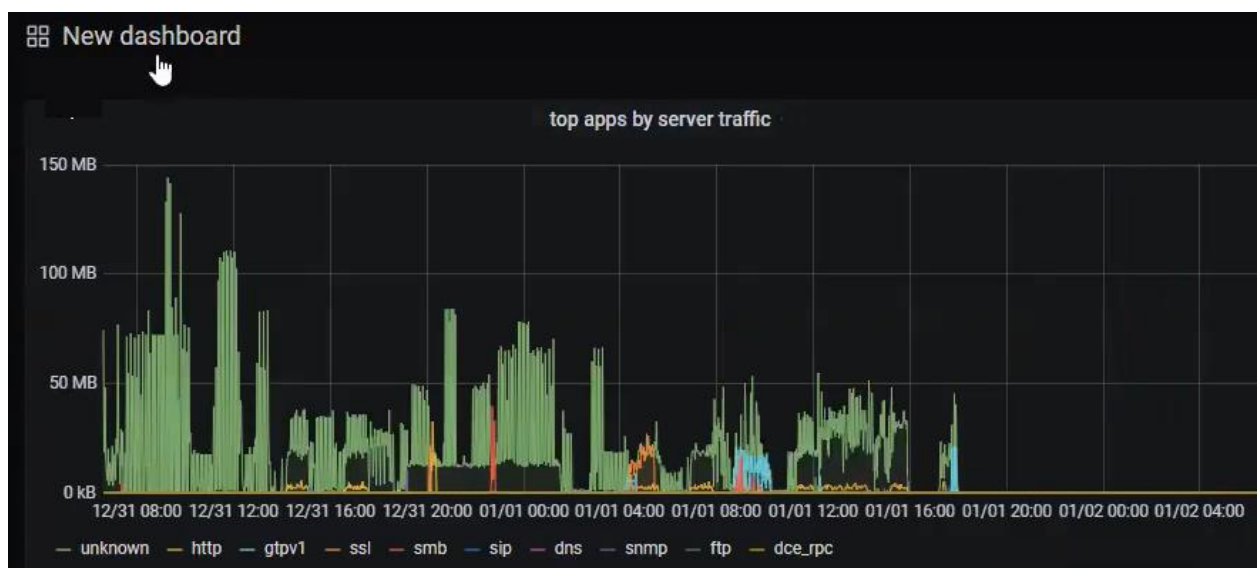 New dashboard
top apps by server traffic
150 MB
100 MB
50 MB
0 kB
12/31 08:00 12/31 12:00 12/31 16:00 12/31 20:00 01/01 00:00 01/01 04:00 01/01 08:00 01/01 12:00 01/01 16:00 01/01 20:00 01/02 00:00 01/02 04:00
unknown http gtpv1 ssl smb sip dns snmp ftp dce_rpc